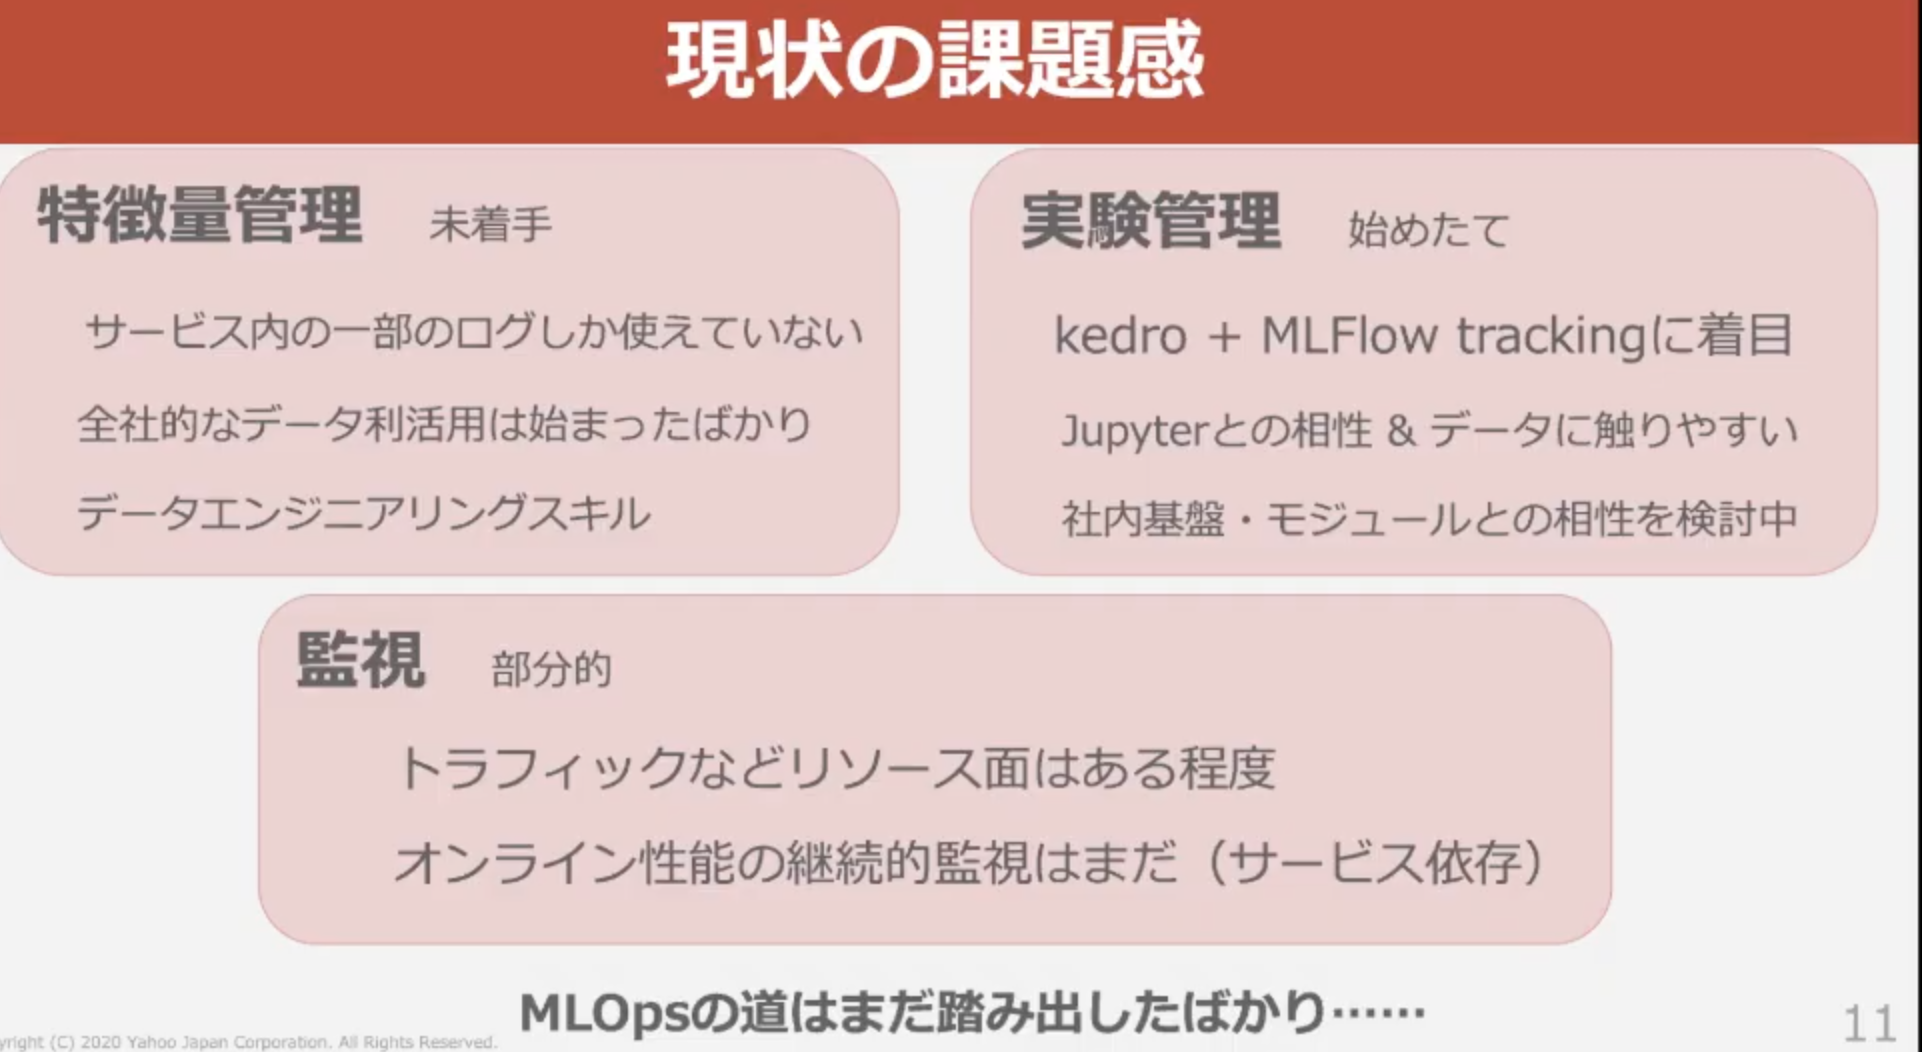 現状の課題感
特徴量管理 未着手
サービス内の一部のログしか使えていない
全社的なデータ利活用は始まったばかり
データエンジニアリングスキル
実験管理 始めたて
kedro + MLFlow trackingに着目
Jupyterとの相性 & データに触りやすい
社内基盤・モジュールとの相性を検討中
監視 部分的
トラフィックなどリソース面はある程度
オンライン性能の継続的監視はまだ（サービス依存）
MLOpsの道はまだ踏み出したばかり……
yright (C) 2020 Yahoo Japan Corporation. All Rights Reserved.
11